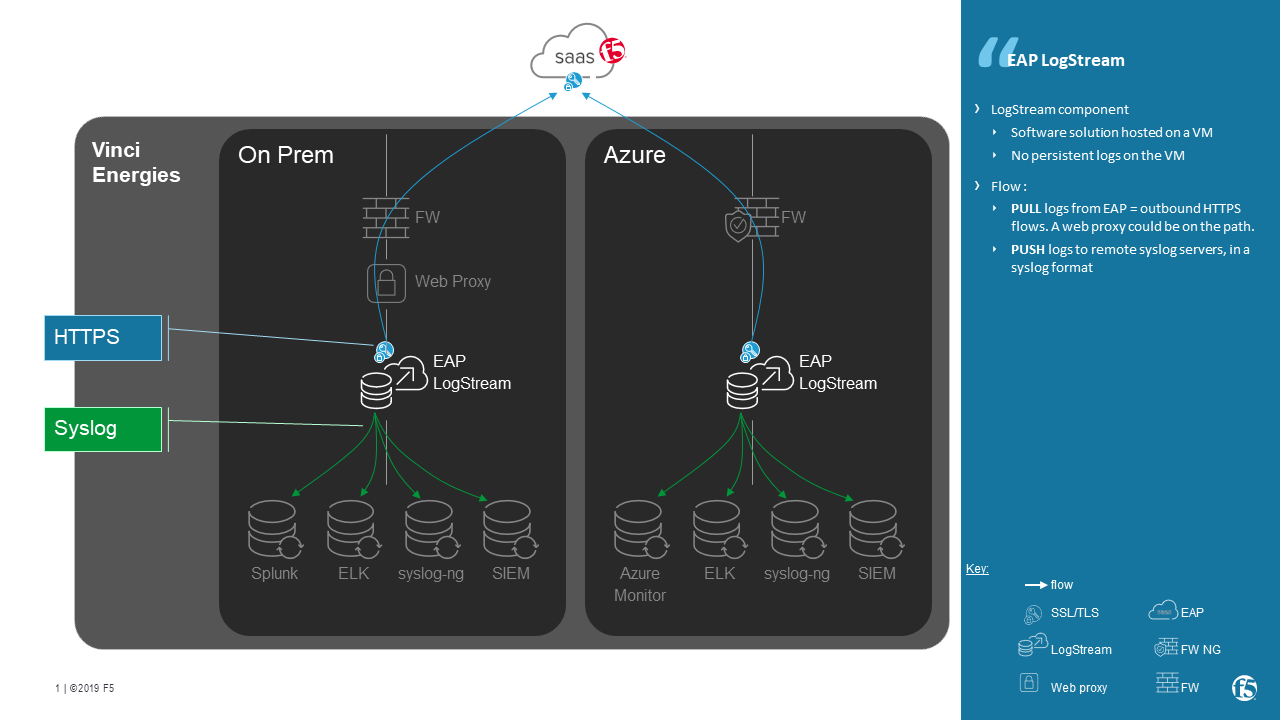 saas
f5
Vinci
Energies
On Prem
Azure
FW
FW
Web Proxy
HTTPS
EAP
LogStream
EAP
LogStream
Syslog
Splunk
ELK
syslog-ng
SIEM
Azure
Monitor
ELK
syslog-ng
SIEM
1 | ©2019 F5
“
EAP LogStream
LogStream component
Software solution hosted on a VM
No persistent logs on the VM
Flow :
PULL logs from EAP = outbound HTTPS
flows. A web proxy could be on the path.
PUSH logs to remote syslog servers, in a
syslog format
Key:
flow
SSL/TLS
saas
EAP
LogStream
FW NG
Web proxy
FW
f5